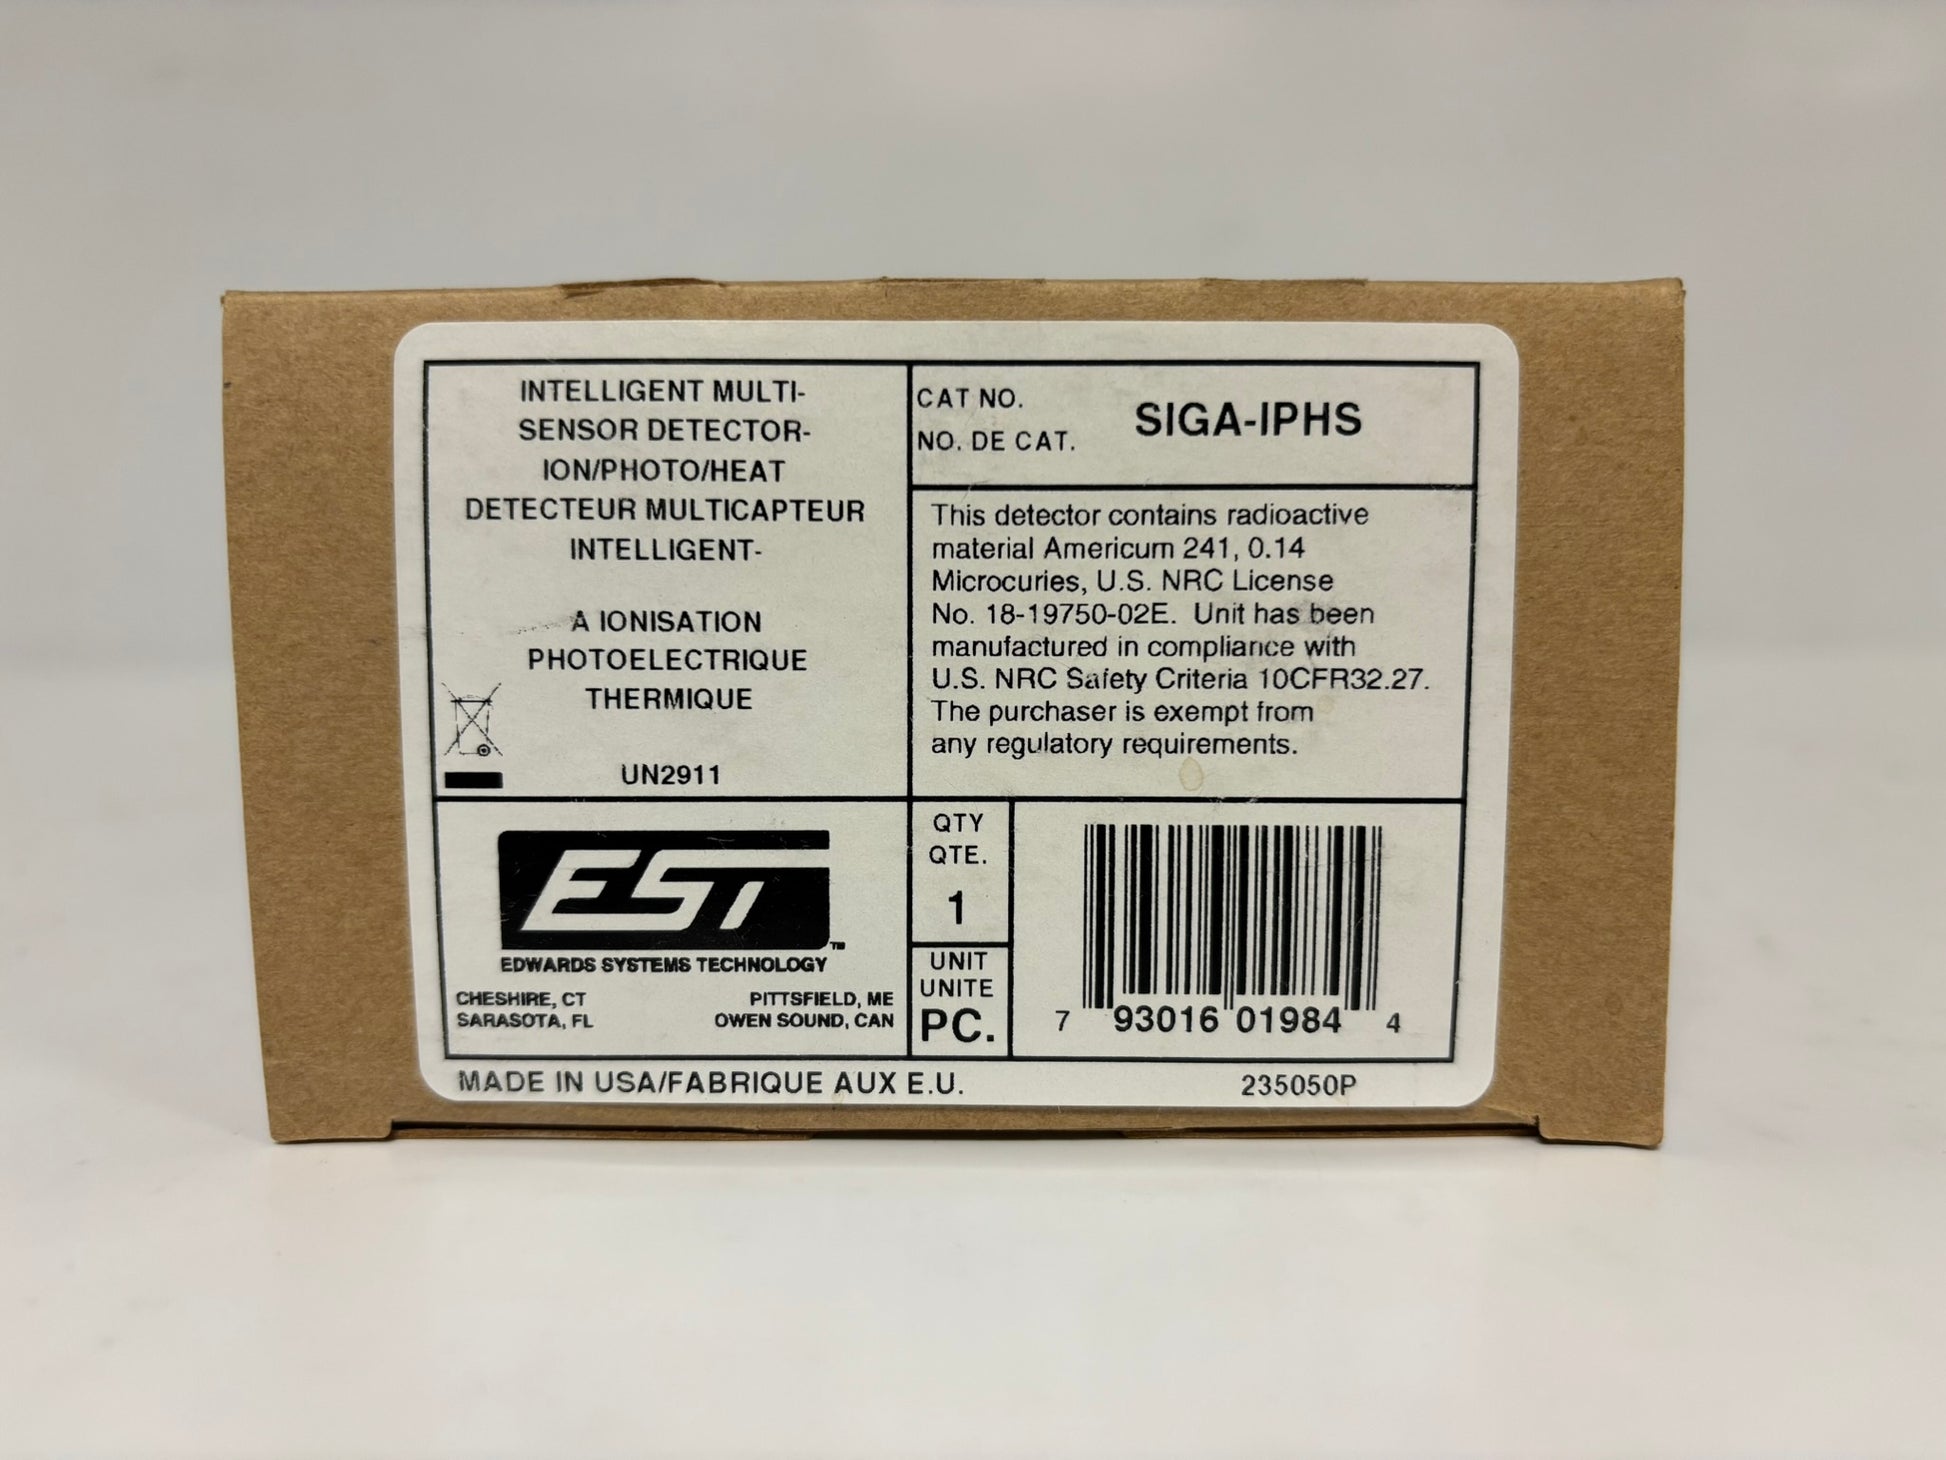 INTELLIGENT MULTI-
SENSOR DETECTOR-
ION/PHOTO/HEAT
DETECTEUR MULTICAPTEUR
INTELLIGENT-
A IONISATION
PHOTOELECTRIQUE
THERMIQUE
UN2911
CAT NO.
NO. DE CAT.
SIGA-IPHS
This detector contains radioactive
material Americum 241, 0.14
Microcuries, U.S. NRC License
No. 18-19750-02E. Unit has been
manufactured in compliance with
U.S. NRC Safety Criteria 10CFR32.27.
The purchaser is exempt from
any regulatory requirements.
EST™
EDWARDS SYSTEMS TECHNOLOGY
CHESHIRE, CT PITTSFIELD, ME
SARASOTA, FL OWEN SOUND, CAN
QTY
QTE.
1
UNIT
UNITE
PC.
7 93016 01984 4
MADE IN USA/FABRIQUE AUX E.U. 235050P